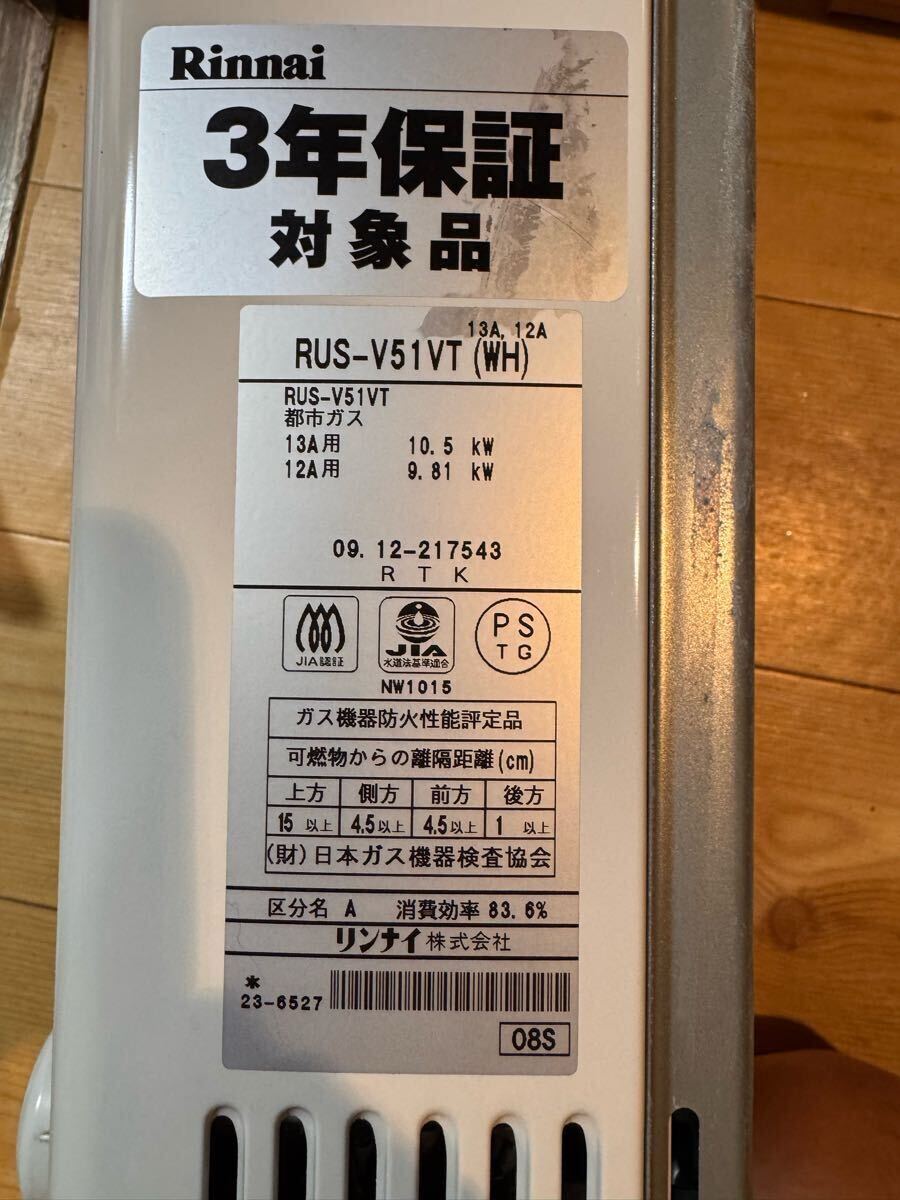 Rinnai
3年保証
対象品
13A, 12A
RUS-V51VT (WH)
RUS-V51VT
都市ガス
13A用 10.5 kW
12A用 9.81 kW
09. 12-217543
RTK
JIA認証
JIA
水道法基準適合
PS
TG
NW1015
ガス機器防火性能評定品
可燃物からの離隔距離(cm)
上方 側方 前方 後方
15 以上 4.5以上 4.5以上 1 以上
(財)日本ガス機器検査協会
区分名 A 消費効率 83.6%
リンナイ株式会社
*
23-6527
08S